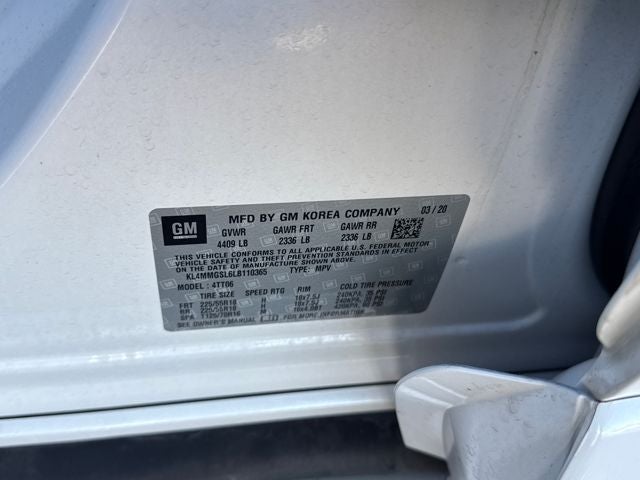 GM
MFD BY GM KOREA COMPANY 03 / 20
GVWR GAWR FRT GAWR RR
4409 LB 2336 LB 2336 LB
THIS VEHICLE CONFORMS TO ALL APPLICABLE U.S. FEDERAL MOTOR
VEHICLE SAFETY AND THEFT PREVENTION STANDARDS IN EFFECT ON
THE DATE OF MANUFACTURE SHOWN ABOVE.
KL4MMGSL6LB110365 TYPE: MPV
MODEL : 4TT06
TIRE SIZE SPEED RTG RIM COLD TIRE PRESSURE
FRT 225/55R18 H 18x7.5J 240KPA, 35 PSI
RR 225/55R18 H 18x7.5J 240KPA, 35 PSI
SPA T125/70R16 M 16x4.0BT 420KPA, 60 PSI
SEE OWNER'S MANUAL FOR MORE INFORMATION